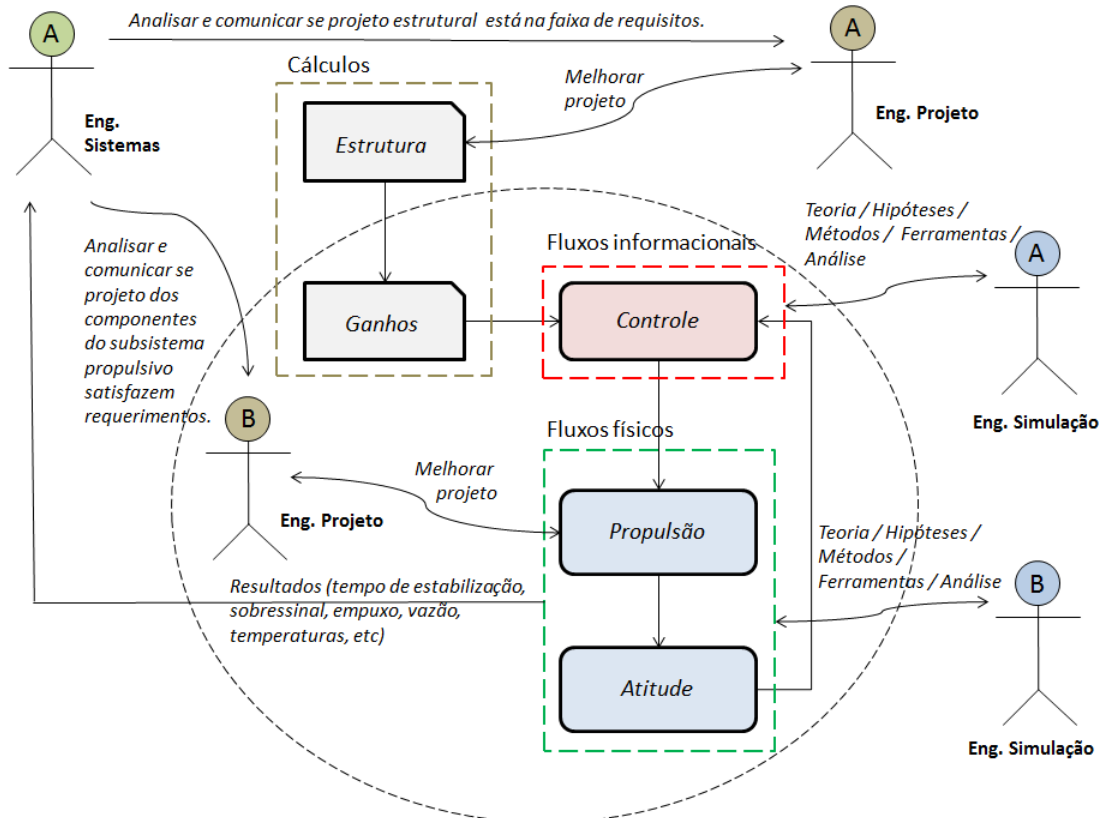 Analisar e comunicar se projeto estrutural está na faixa de requisitos.
A
A
Cálculos
Melhorar
projeto
Eng.
Sistemas
Eng. Projeto
Estrutura
Teoria / Hipóteses /
Métodos / Ferramentas /
Análise
Analisar e
comunicar se
projeto dos
componentes
do subsistema
propulsivo
satisfazem
requerimentos.
Fluxos informacionais
A
Ganhos
Controle
Eng. Simulação
B
Fluxos físicos
Melhorar
projeto
Eng. Projeto
Propulsão
Teoria / Hipóteses /
Métodos /
Ferramentas / Análise
B
Resultados (tempo de estabilização,
sobressinal, empuxo, vazão,
temperaturas, etc)
Atitude
Eng. Simulação